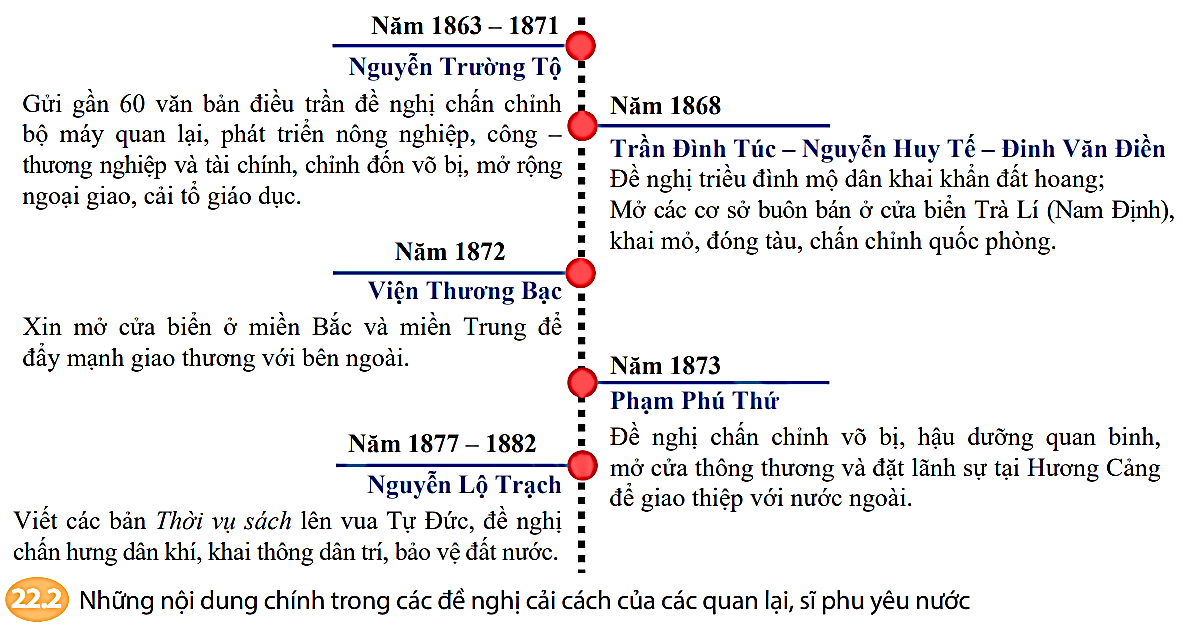 Năm 1863 – 1871
Nguyễn Trường Tộ
Gửi gần 60 văn bản điều trần đề nghị chấn chỉnh
bộ máy quan lại, phát triển nông nghiệp, công –
thương nghiệp và tài chính, chỉnh đốn võ bị, mở rộng
ngoại giao, cải tổ giáo dục.
Năm 1868
Trần Đình Túc – Nguyễn Huy Tế – Đinh Văn Điền
Đề nghị triều đình mộ dân khai khẩn đất hoang;
Mở các cơ sở buôn bán ở cửa biển Trà Lí (Nam Định),
khai mỏ, đóng tàu, chấn chỉnh quốc phòng.
Năm 1872
Viện Thương Bạc
Xin mở cửa biển ở miền Bắc và miền Trung để
đẩy mạnh giao thương với bên ngoài.
Năm 1873
Phạm Phú Thứ
Đề nghị chấn chỉnh võ bị, hậu dưỡng quan binh,
mở cửa thông thương và đặt lãnh sự tại Hương Cảng
để giao thiệp với nước ngoài.
Năm 1877 – 1882
Nguyễn Lộ Trạch
Viết các bản Thời vụ sách lên vua Tự Đức, đề nghị
chấn hưng dân khí, khai thông dân trí, bảo vệ đất nước.
22.2 Những nội dung chính trong các đề nghị cải cách của các quan lại, sĩ phu yêu nước